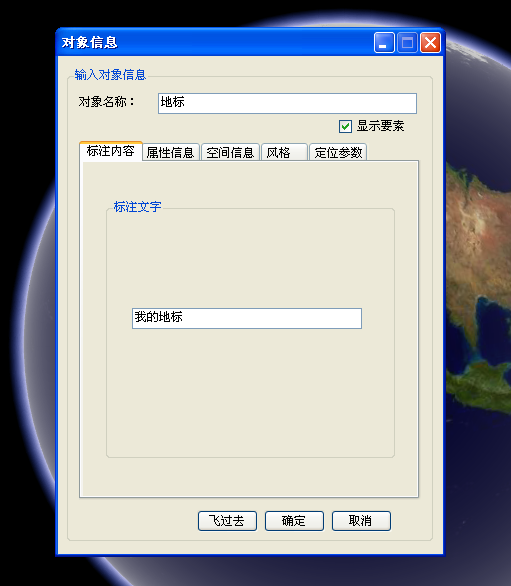 对象信息
输入对象信息
对象名称： 地标
显示要素
标注内容 属性信息 空间信息 风格 定位参数
标注文字
我的地标
飞过去 确定 取消